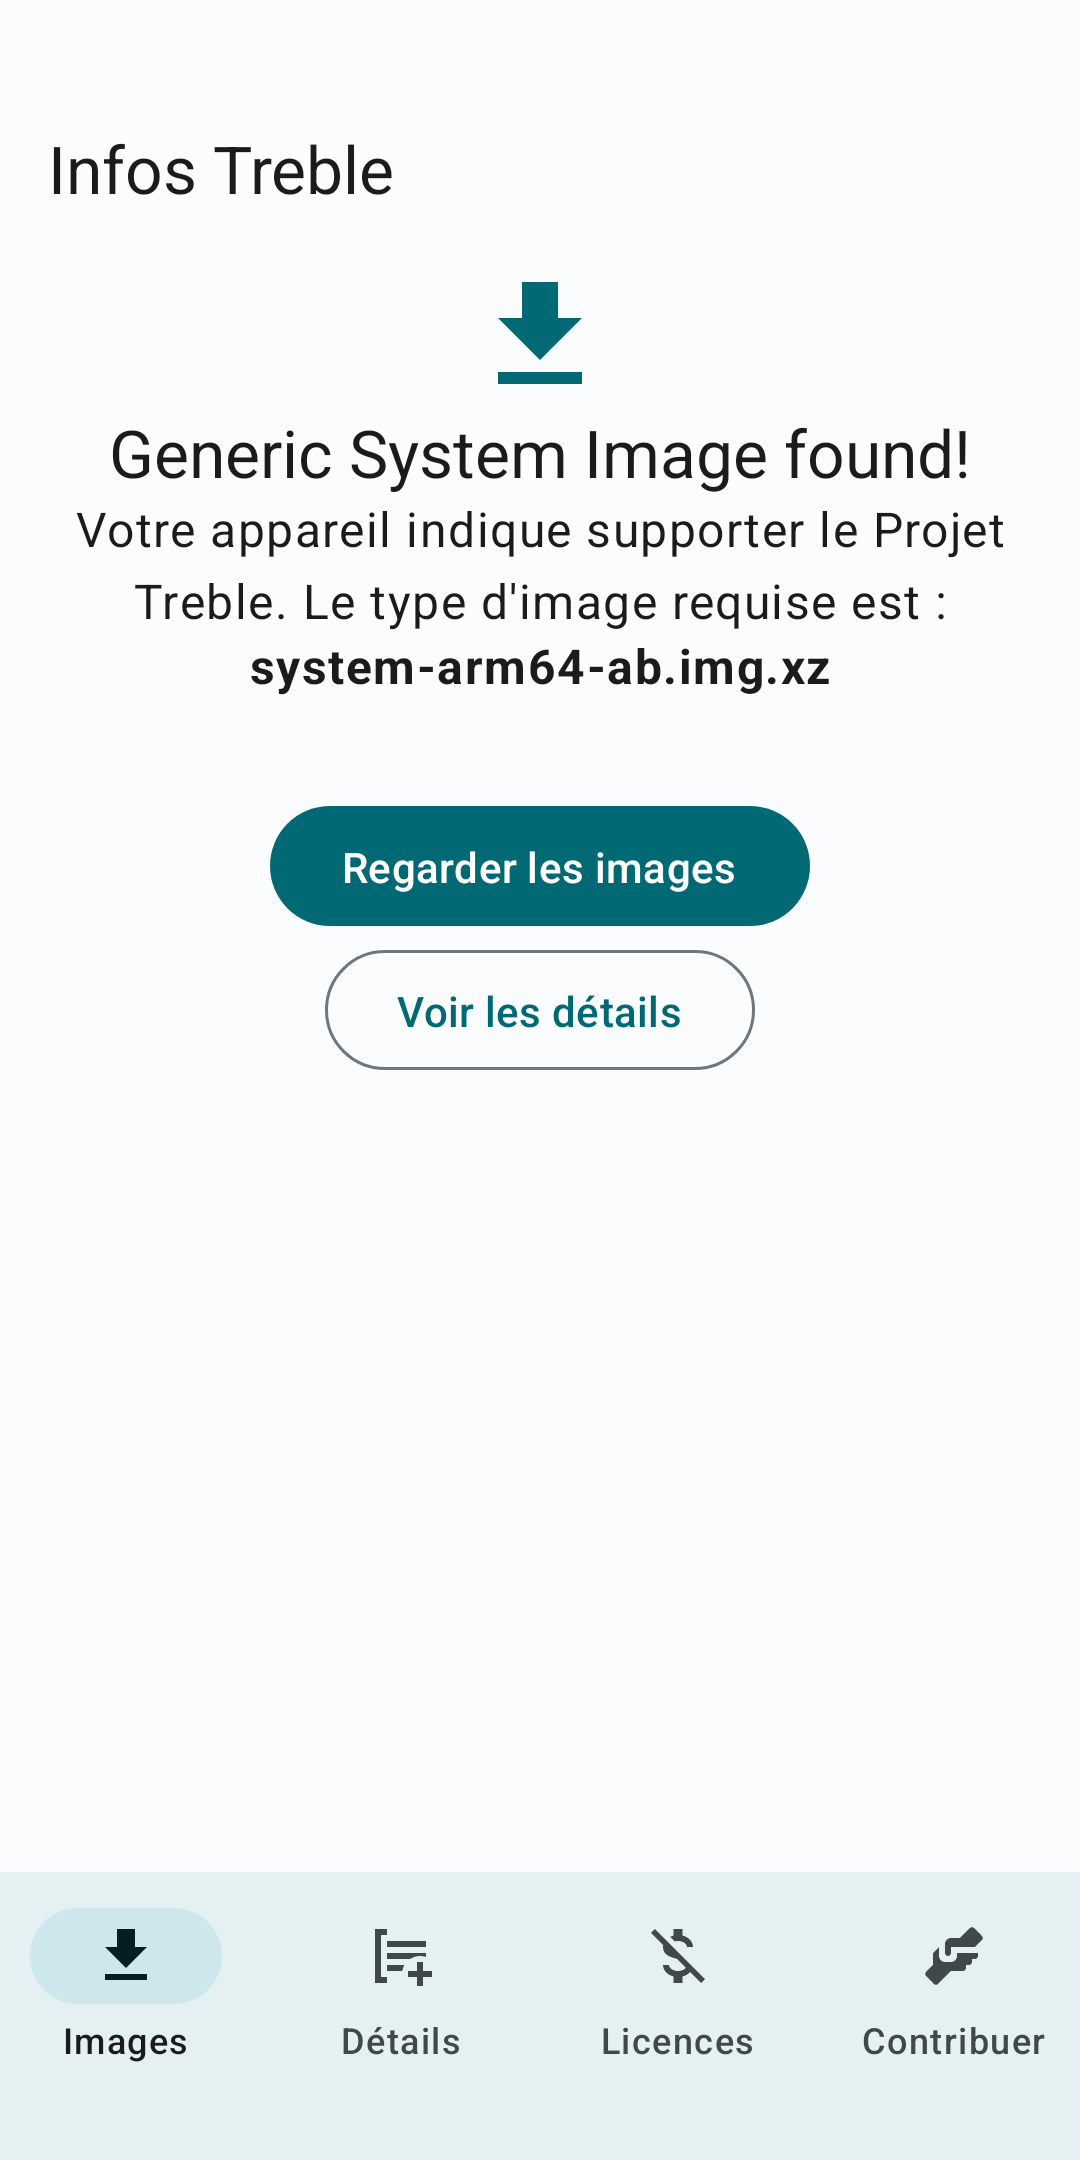 Infos Treble
Generic System Image found!
Votre appareil indique supporter le Projet
Treble. Le type d'image requise est :
system-arm64-ab.img.xz
Regarder les images
Voir les détails
Images
Détails
Licences
Contribuer